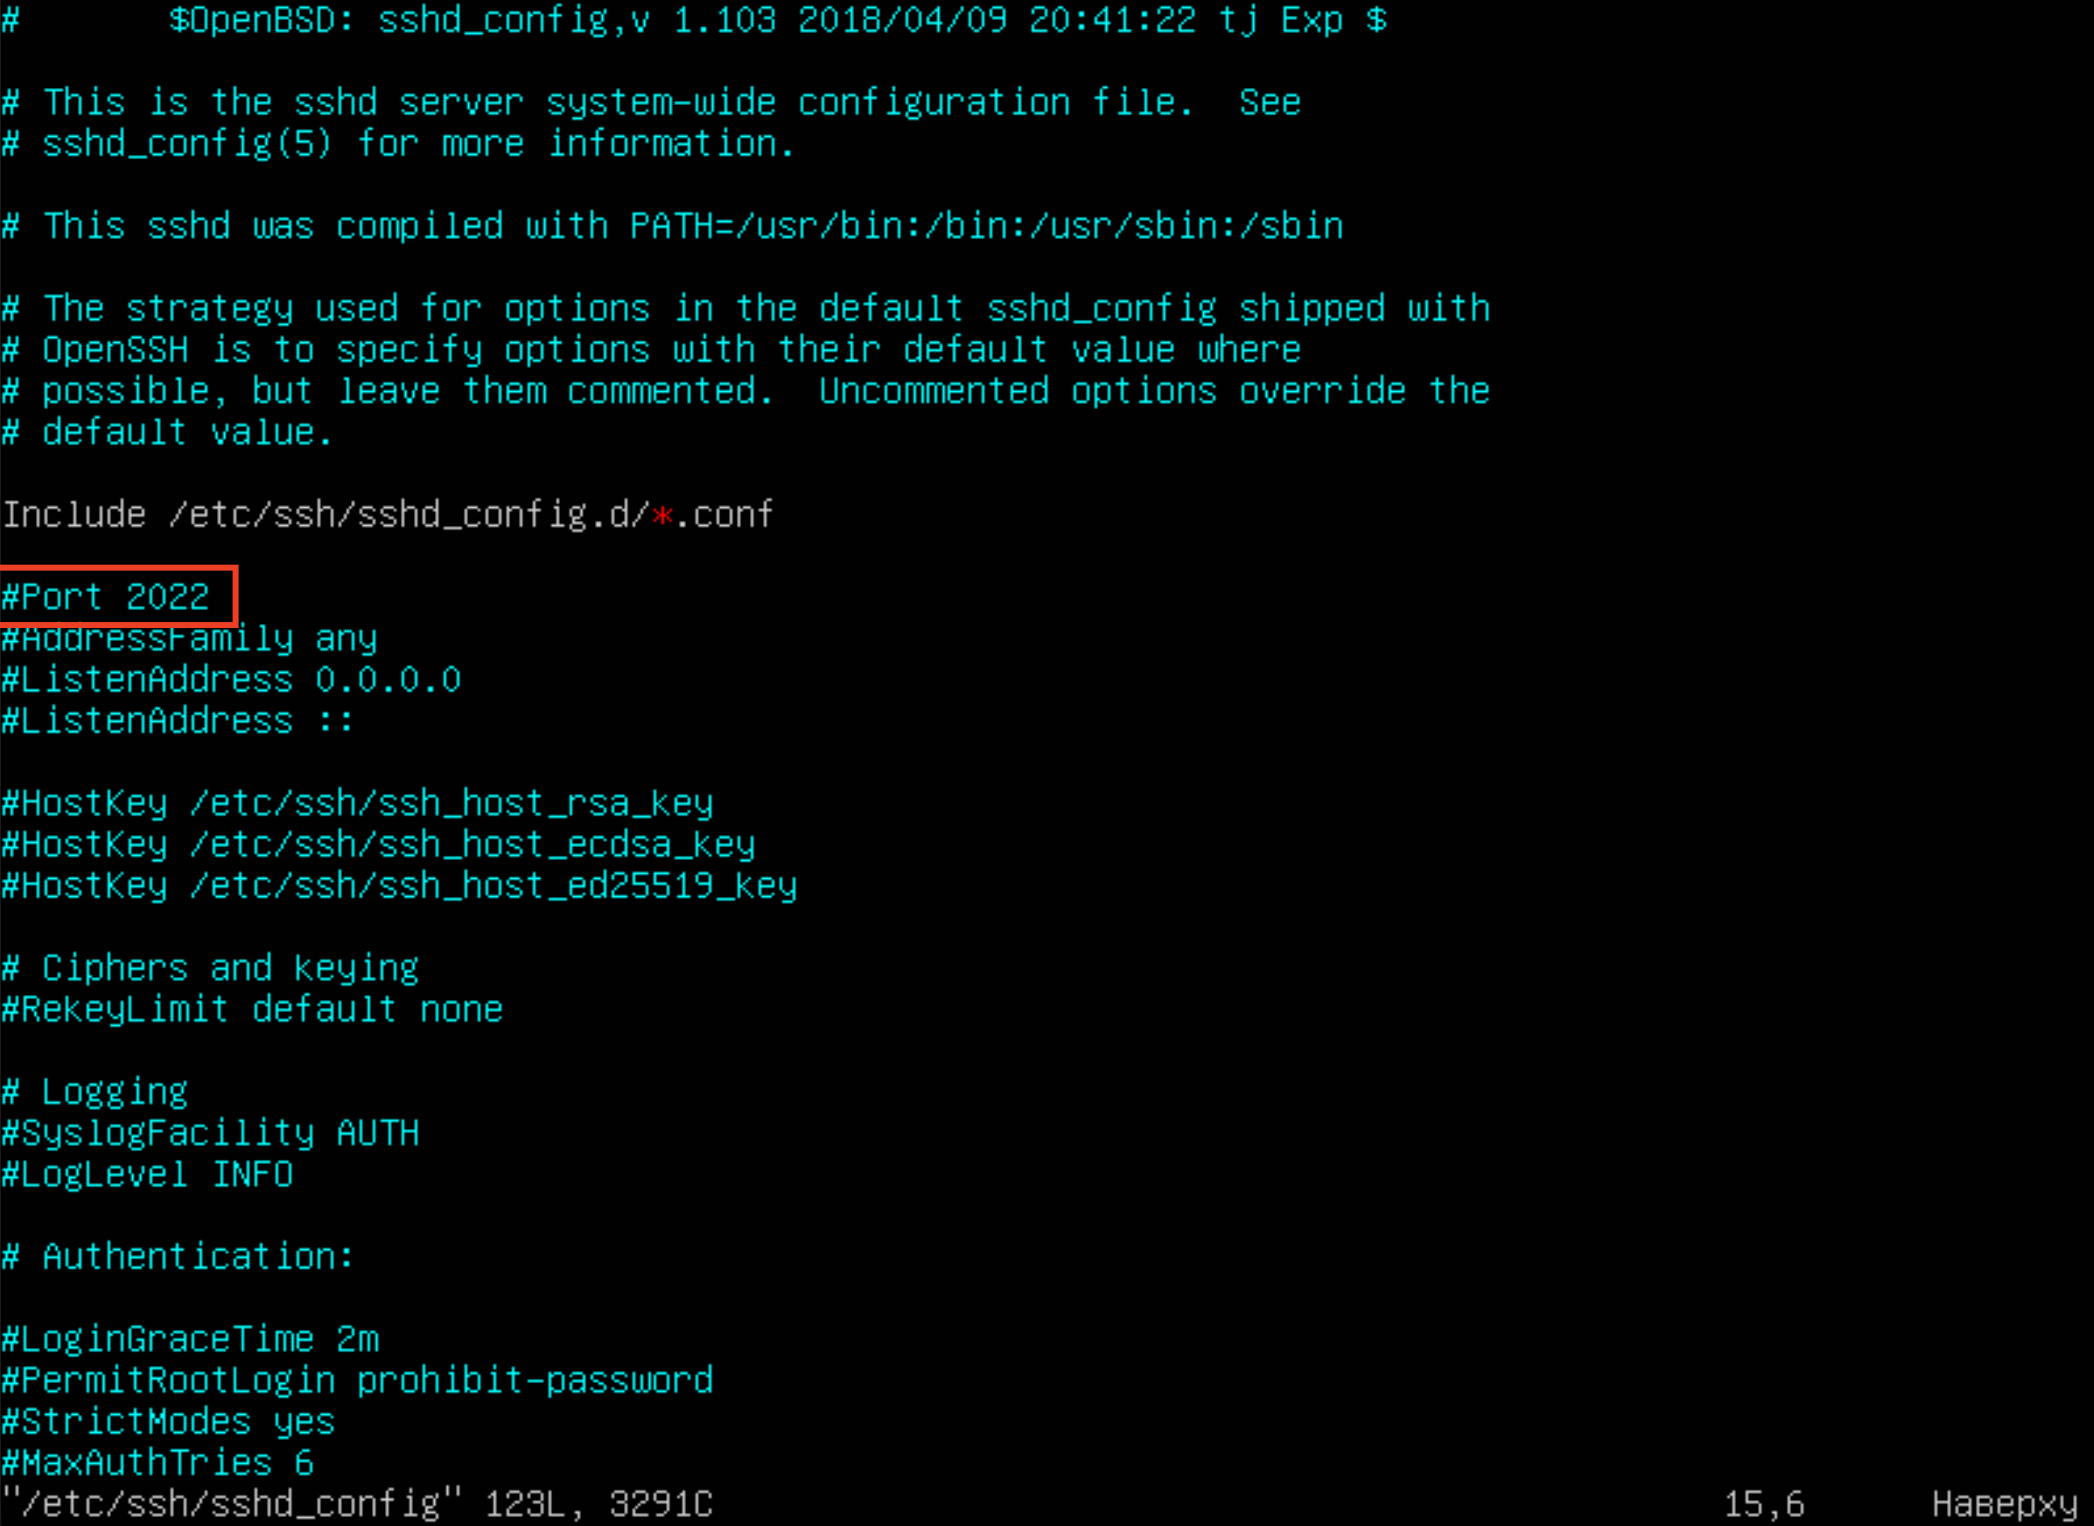 #       $OpenBSD: sshd_config,v 1.103 2018/04/09 20:41:22 tj Exp $
# This is the sshd server system-wide configuration file.  See
# sshd_config(5) for more information.
# This sshd was compiled with PATH=/usr/bin:/bin:/usr/sbin:/sbin
# The strategy used for options in the default sshd_config shipped with
# OpenSSH is to specify options with their default value where
# possible, but leave them commented.  Uncommented options override the
# default value.
Include /etc/ssh/sshd_config.d/*.conf
#Port 2022
#AddressFamily any
#ListenAddress 0.0.0.0
#ListenAddress ::
#HostKey /etc/ssh/ssh_host_rsa_key
#HostKey /etc/ssh/ssh_host_ecdsa_key
#HostKey /etc/ssh/ssh_host_ed25519_key
# Ciphers and keying
#RekeyLimit default none
# Logging
#SyslogFacility AUTH
#LogLevel INFO
# Authentication:
#LoginGraceTime 2m
#PermitRootLogin prohibit-password
#StrictModes yes
#MaxAuthTries 6
"/etc/ssh/sshd_config" 123L, 3291C 15,6 Наверху